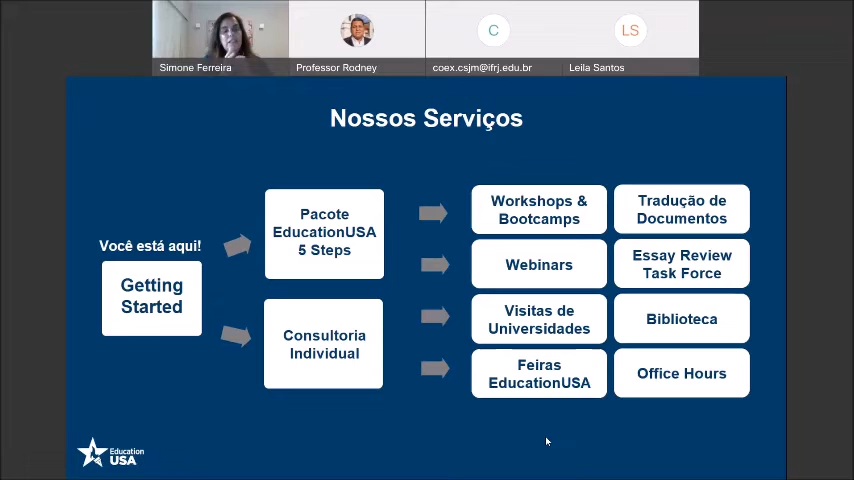 C
LS
Simone Ferreira
Professor Rodney
coex.csjm@ifrj.edu.br
Leila Santos
Nossos Serviços
Você está aqui!
Getting
Started
Pacote
EducationUSA
5 Steps
Consultoria
Individual
Workshops &
Bootcamps
Tradução de
Documentos
Webinars
Essay Review
Task Force
Visitas de
Universidades
Biblioteca
Feiras
EducationUSA
Office Hours
Education
USA